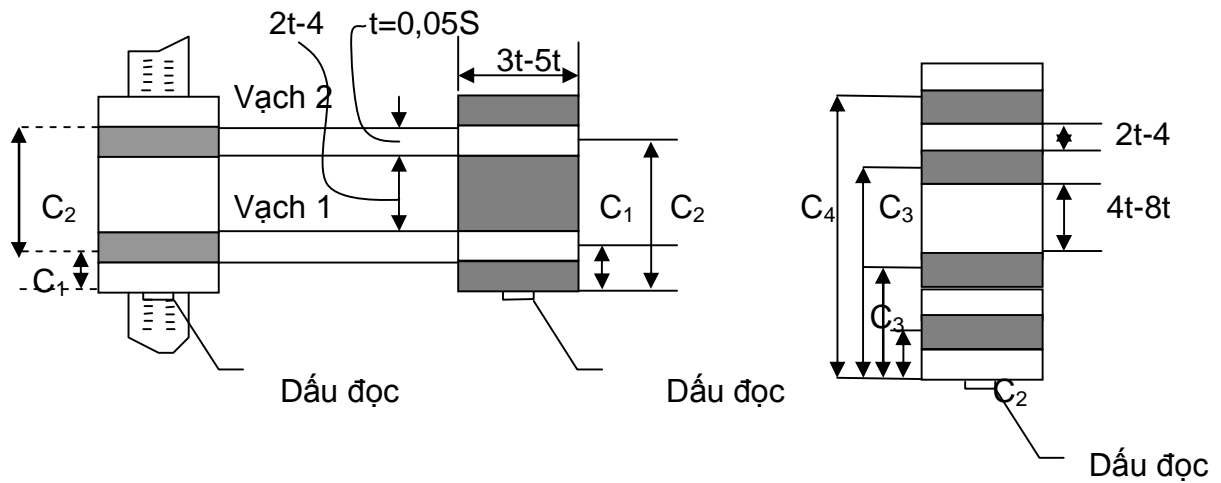 2t-4
t=0,05S
3t-5t
Vạch 2
2t-4
C₂
Vạch 1
C₁
C₂
C₄
C₃
4t-8t
C₁
C₃
C₂
Dấu đọc
Dấu đọc
Dấu đọc